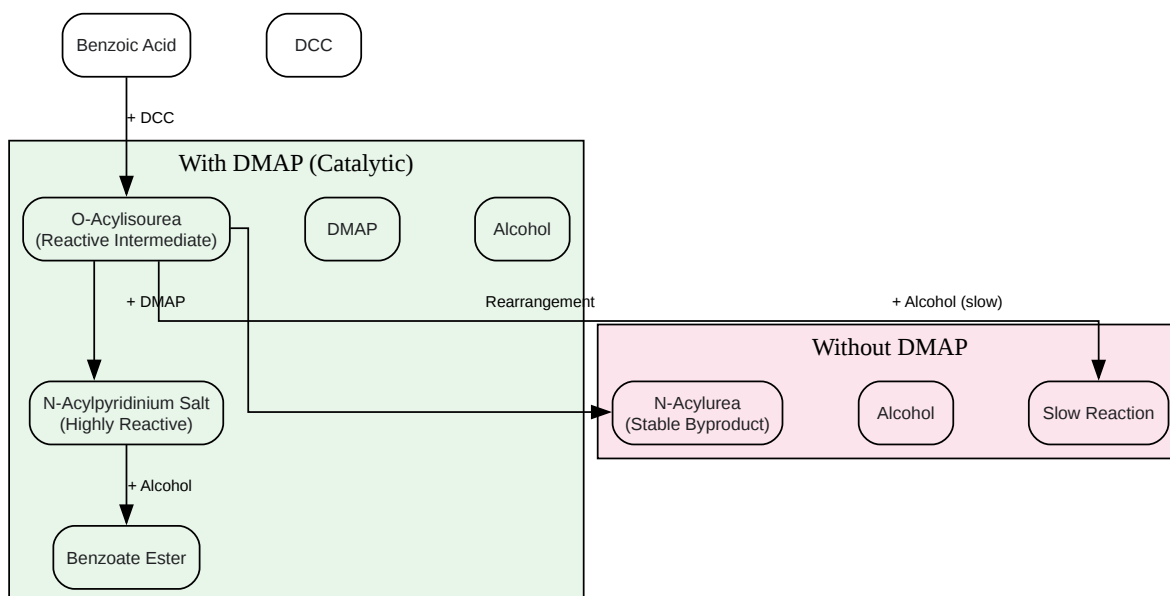 Benzoic Acid
DCC
+ DCC
With DMAP (Catalytic)
O-Acylisourea
(Reactive Intermediate)
DMAP
Alcohol
+ DMAP
Rearrangement
+ Alcohol (slow)
Without DMAP
N-Acylpyridinium Salt
(Highly Reactive)
N-Acylurea
(Stable Byproduct)
Alcohol
Slow Reaction
+ Alcohol
Benzoate Ester